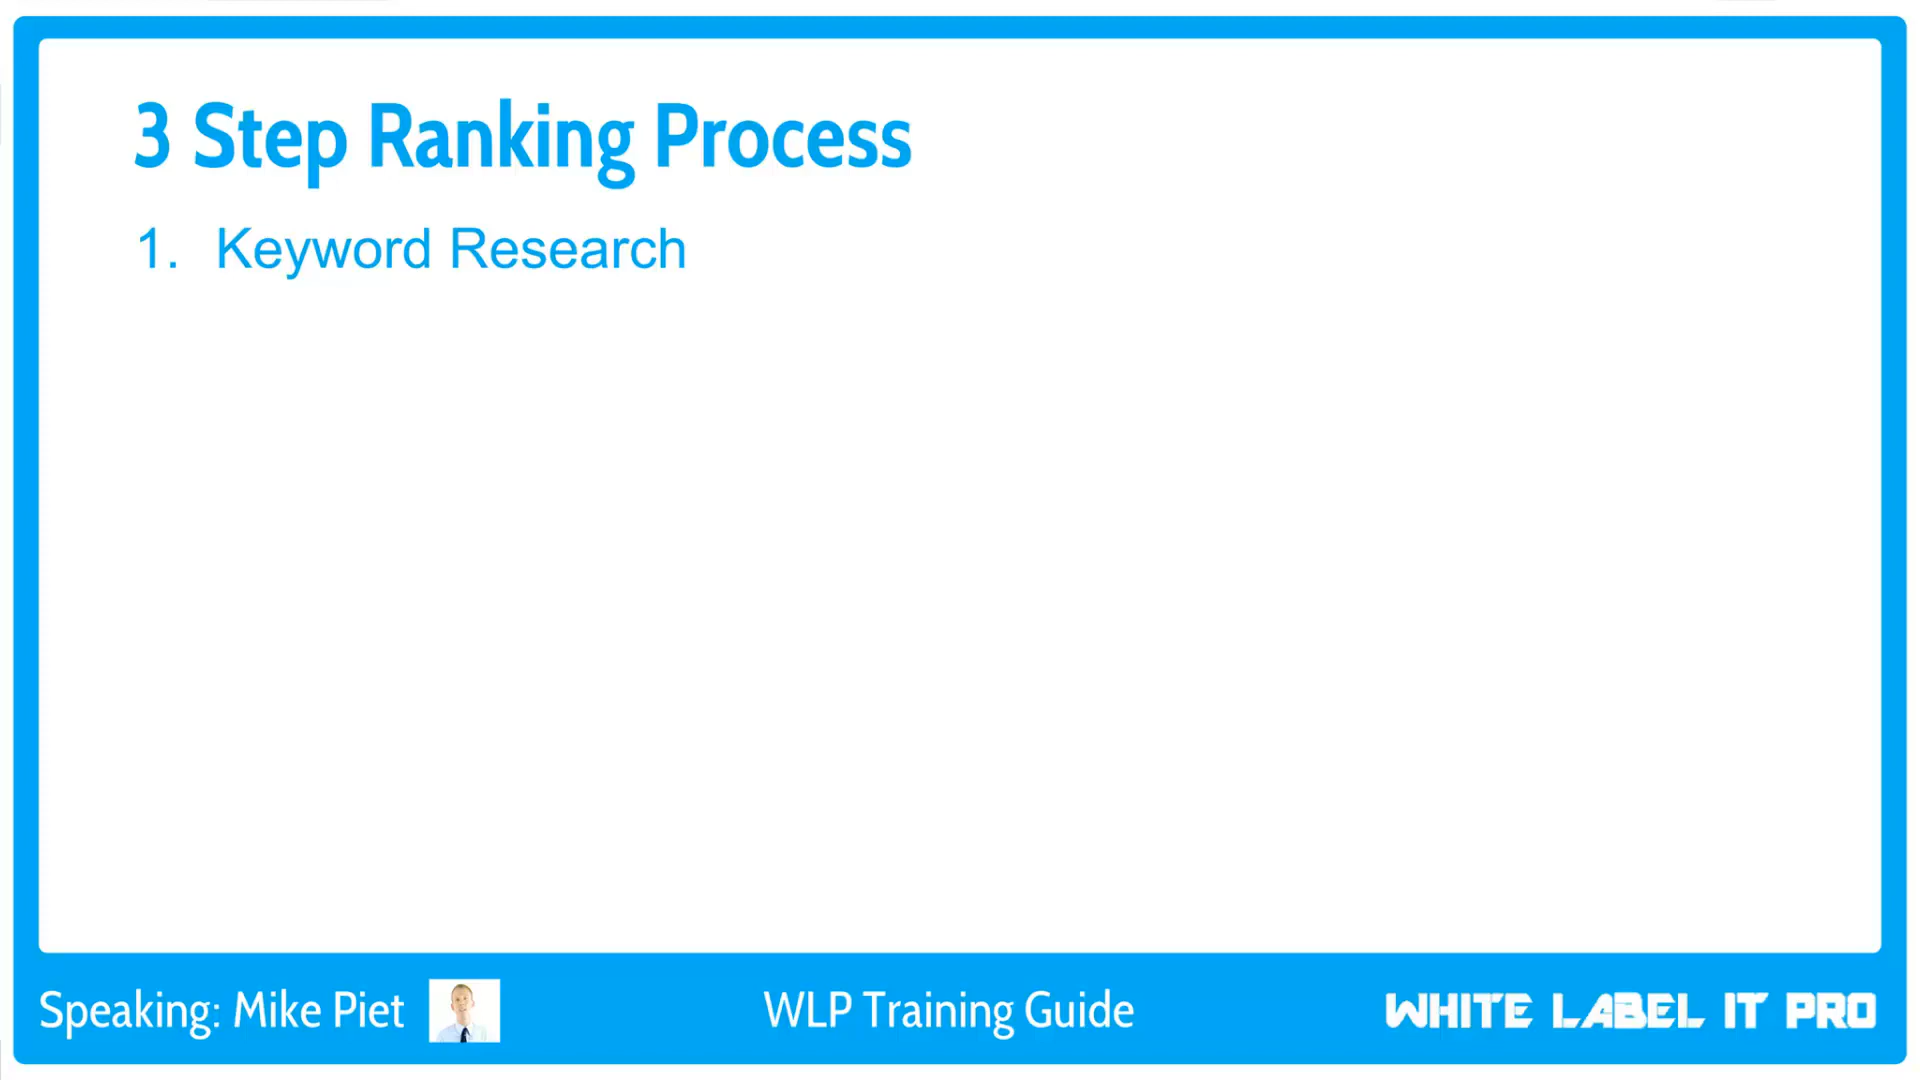 3 Step Ranking Process
1. Keyword Research
Speaking: Mike Piet
WLP Training Guide
WHITE LABEL IT PRO